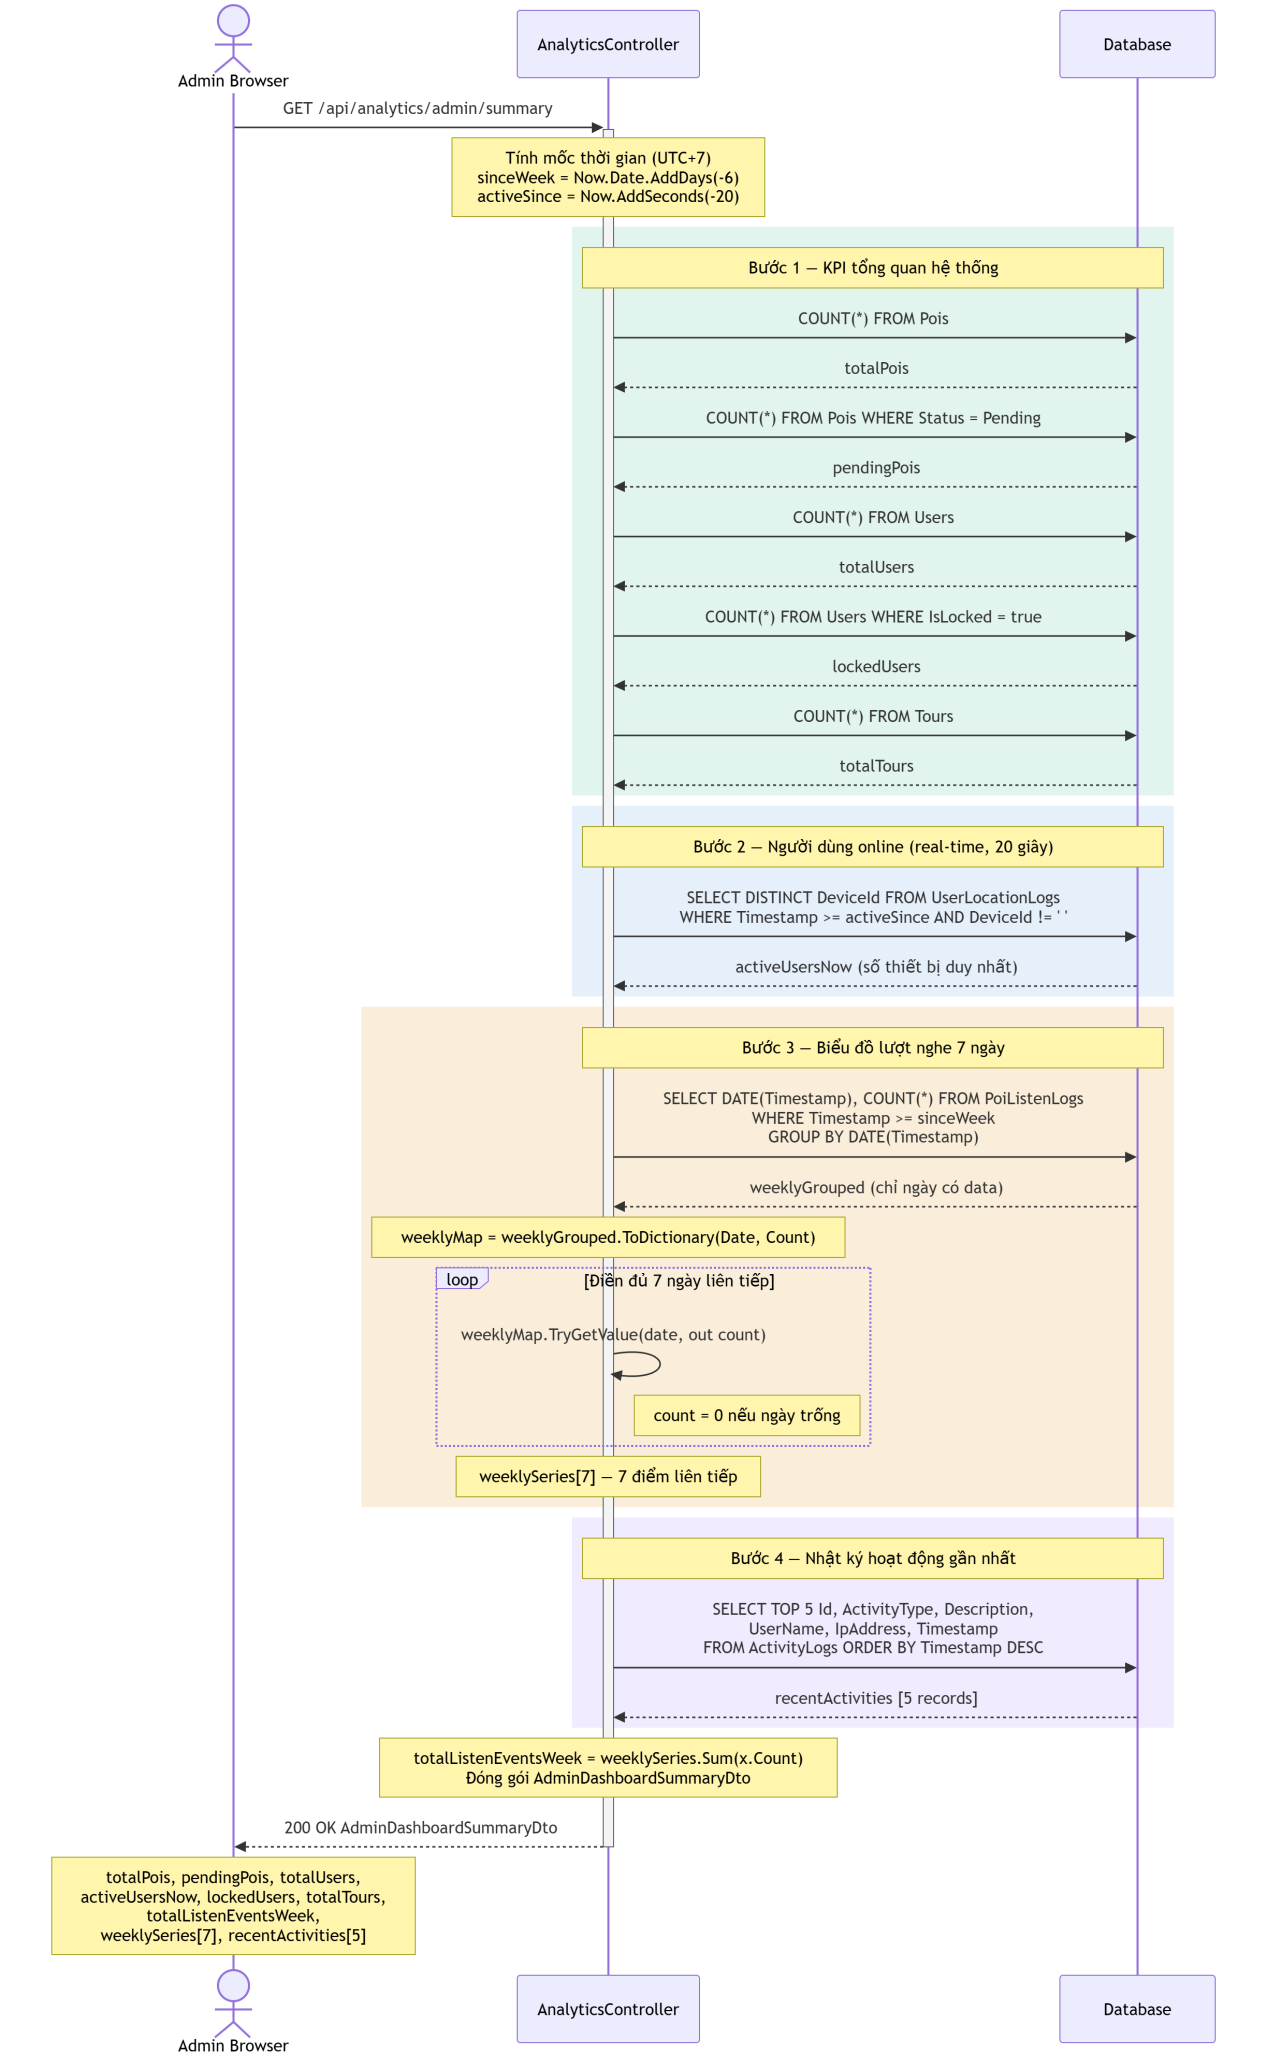 Admin Browser
AnalyticsController
Database
GET /api/analytics/admin/summary
Tính mốc thời gian (UTC+7)
sinceWeek = Now.Date.AddDays(-6)
activeSince = Now.AddSeconds(-20)
Bước 1 — KPI tổng quan hệ thống
COUNT(*) FROM Pois
totalPois
COUNT(*) FROM Pois WHERE Status = Pending
pendingPois
COUNT(*) FROM Users
totalUsers
COUNT(*) FROM Users WHERE IsLocked = true
lockedUsers
COUNT(*) FROM Tours
totalTours
Bước 2 — Người dùng online (real-time, 20 giây)
SELECT DISTINCT DeviceId FROM UserLocationLogs
WHERE Timestamp >= activeSince AND DeviceId != ' '
activeUsersNow (số thiết bị duy nhất)
Bước 3 — Biểu đồ lượt nghe 7 ngày
SELECT DATE(Timestamp), COUNT(*) FROM PoiListenLogs
WHERE Timestamp >= sinceWeek
GROUP BY DATE(Timestamp)
weeklyGrouped (chỉ ngày có data)
weeklyMap = weeklyGrouped.ToDictionary(Date, Count)
loop
[Điền đủ 7 ngày liên tiếp]
weeklyMap.TryGetValue(date, out count)
count = 0 nếu ngày trống
weeklySeries[7] — 7 điểm liên tiếp
Bước 4 — Nhật ký hoạt động gần nhất
SELECT TOP 5 Id, ActivityType, Description,
UserName, IpAddress, Timestamp
FROM ActivityLogs ORDER BY Timestamp DESC
recentActivities [5 records]
totalListenEventsWeek = weeklySeries.Sum(x.Count)
Đóng gói AdminDashboardSummaryDto
200 OK AdminDashboardSummaryDto
totalPois, pendingPois, totalUsers,
activeUsersNow, lockedUsers, totalTours,
totalListenEventsWeek,
weeklySeries[7], recentActivities[5]
Admin Browser
AnalyticsController
Database